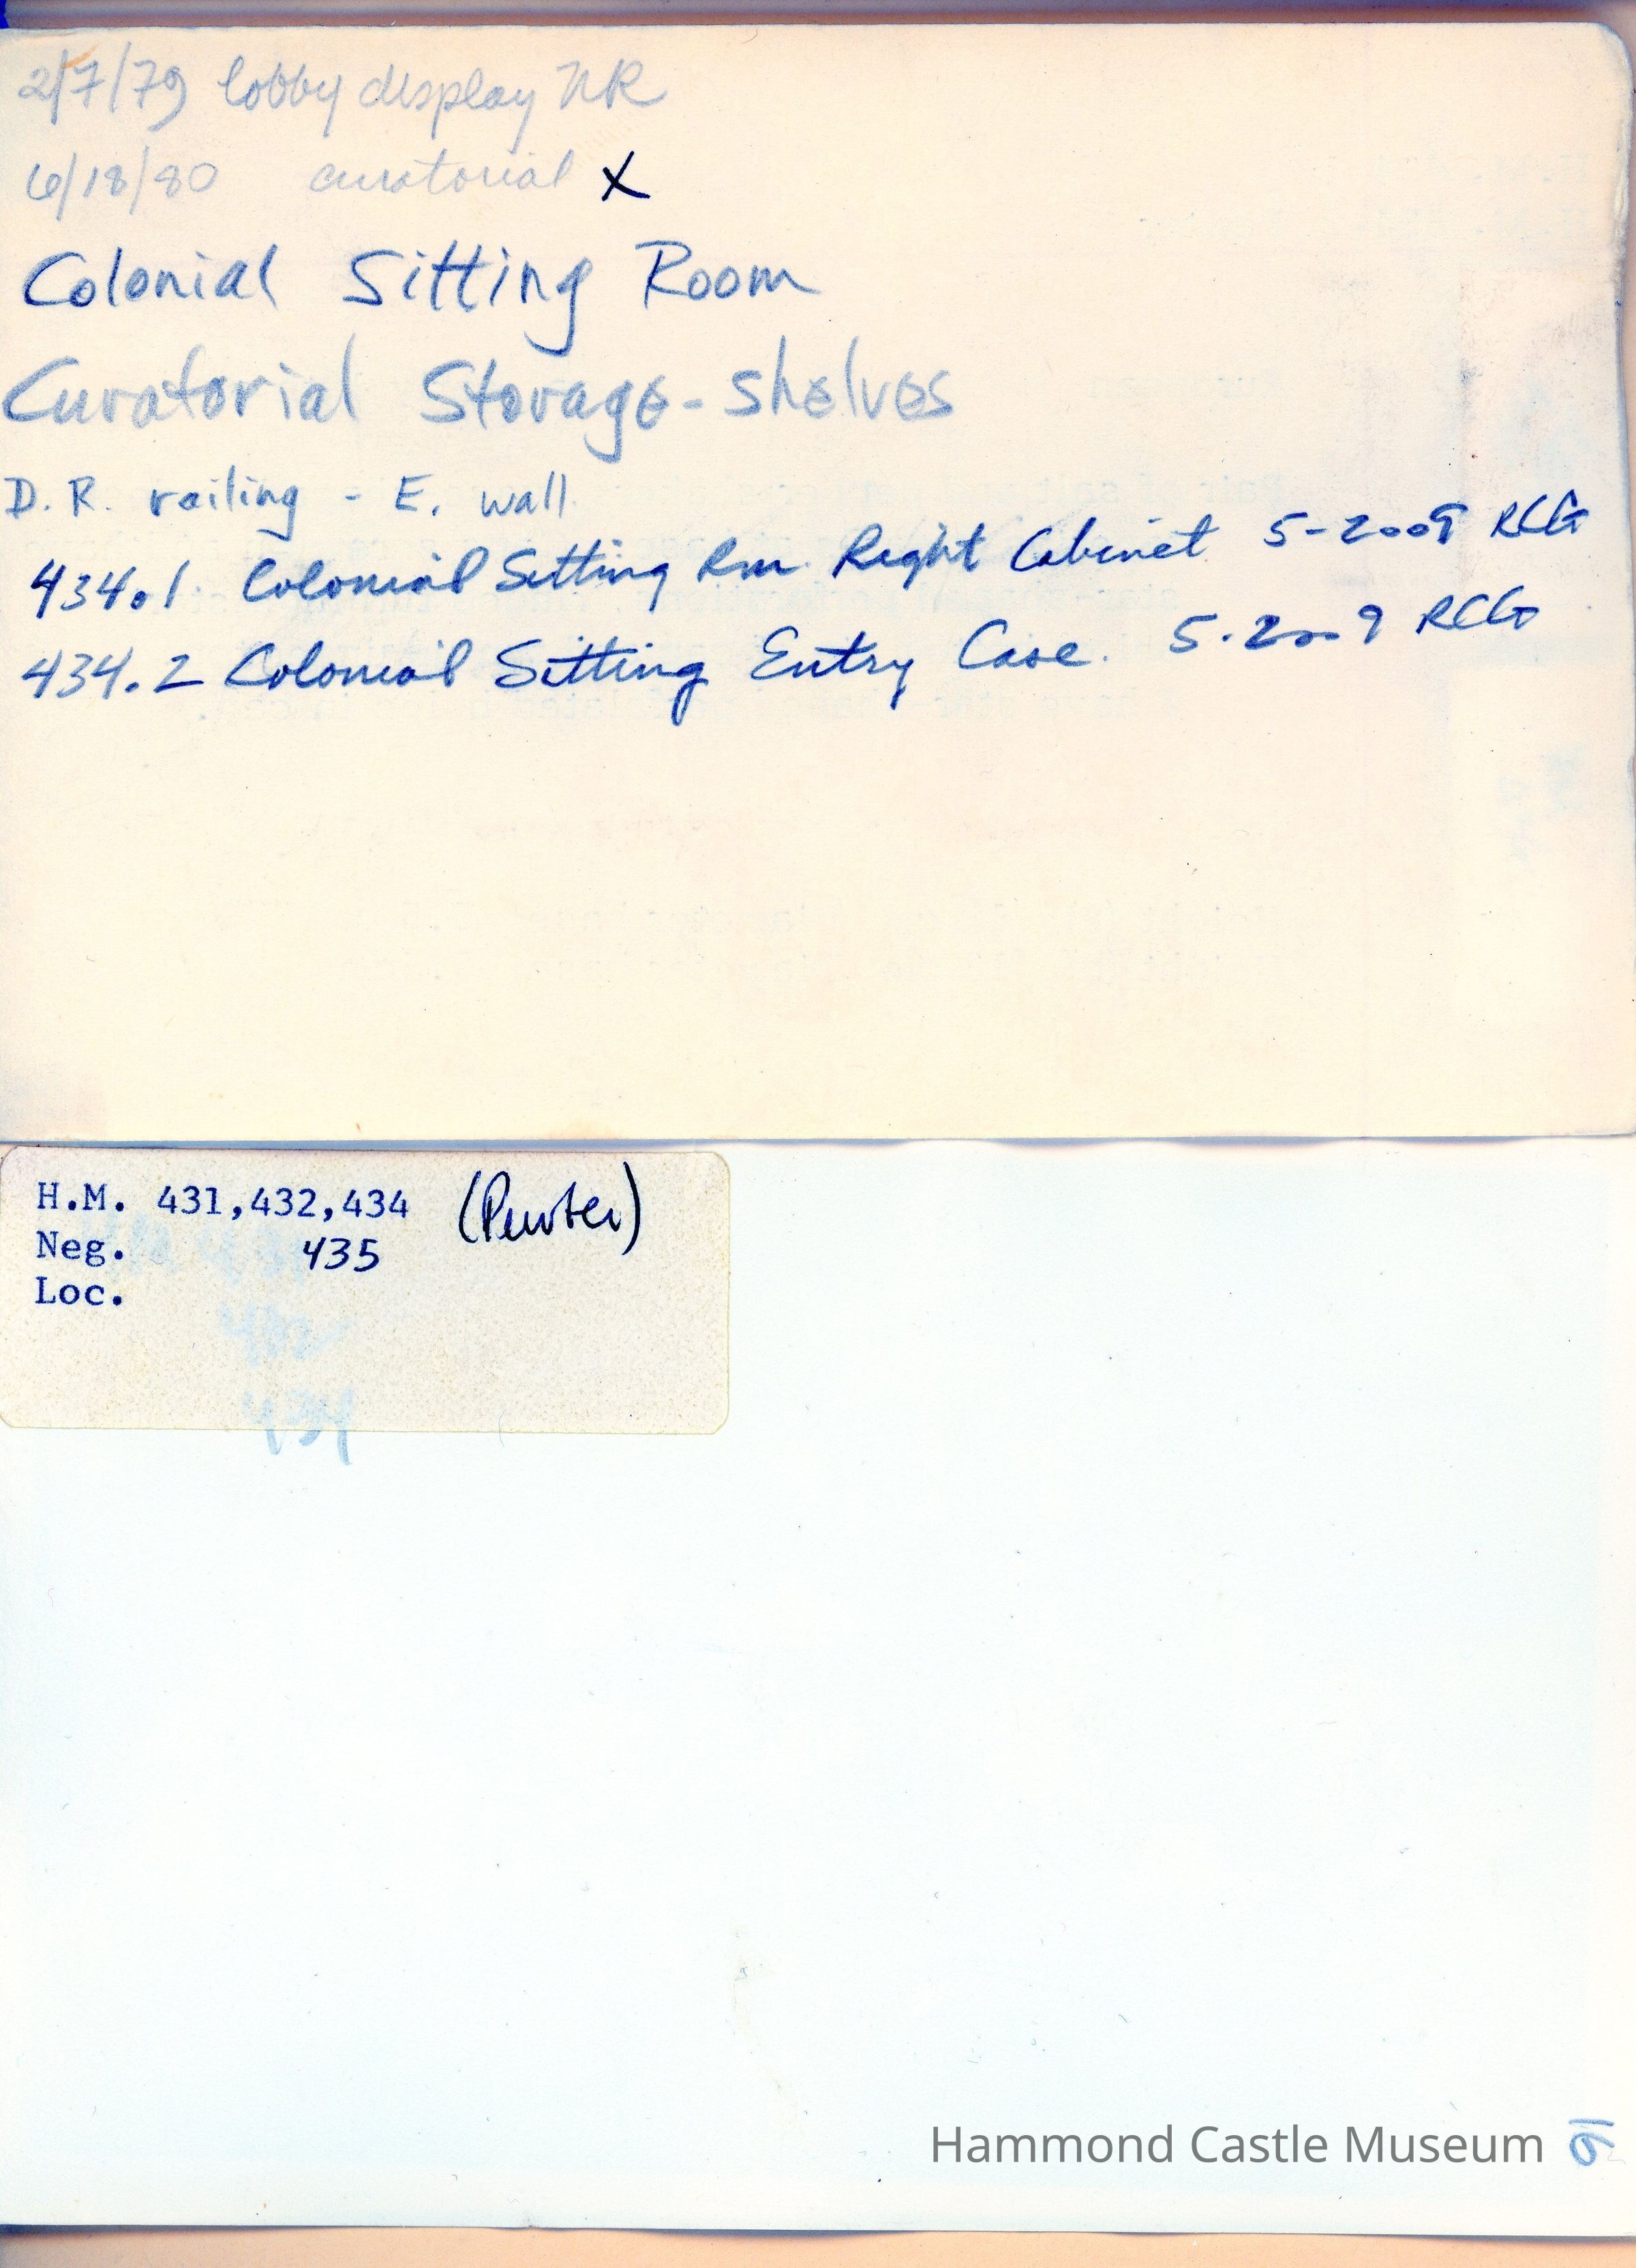 2/7/79 lobby display NR
6/18/80 curatorial X
Colonial Sitting Room
Curatorial Storage - shelves
D.R. railing - E. wall
434.1 Colonial Sitting Rm. Right Cabinet 5-2009 RCG
434.2 Colonial Sitting Entry Case. 5.2009 RCG
H.M. 431,432,434 (Pewter)
Neg. 435
Loc.
Hammond Castle Museum